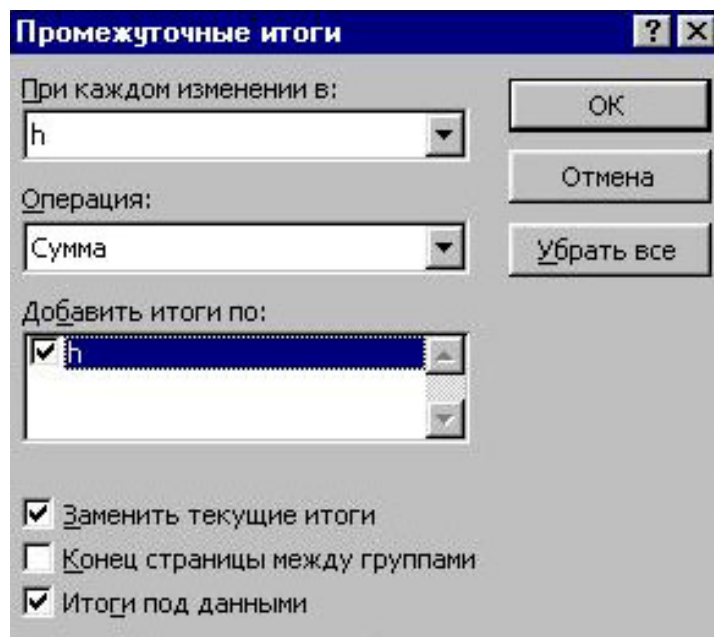 Промежуточные итоги
При каждом изменении в:
h
ОК
Отмена
Операция:
Сумма
Убрать все
Добавить итоги по:
h
Заменить текущие итоги
Конец страницы между группами
Итоги под данными